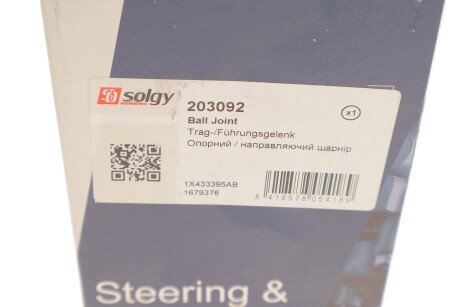 solgy
203092
x1
Ball Joint
Trag-/Führungsgelenk
Опорний / направляючий шарнір
1X433395AB
1679376
8 418578 054189
Steering &